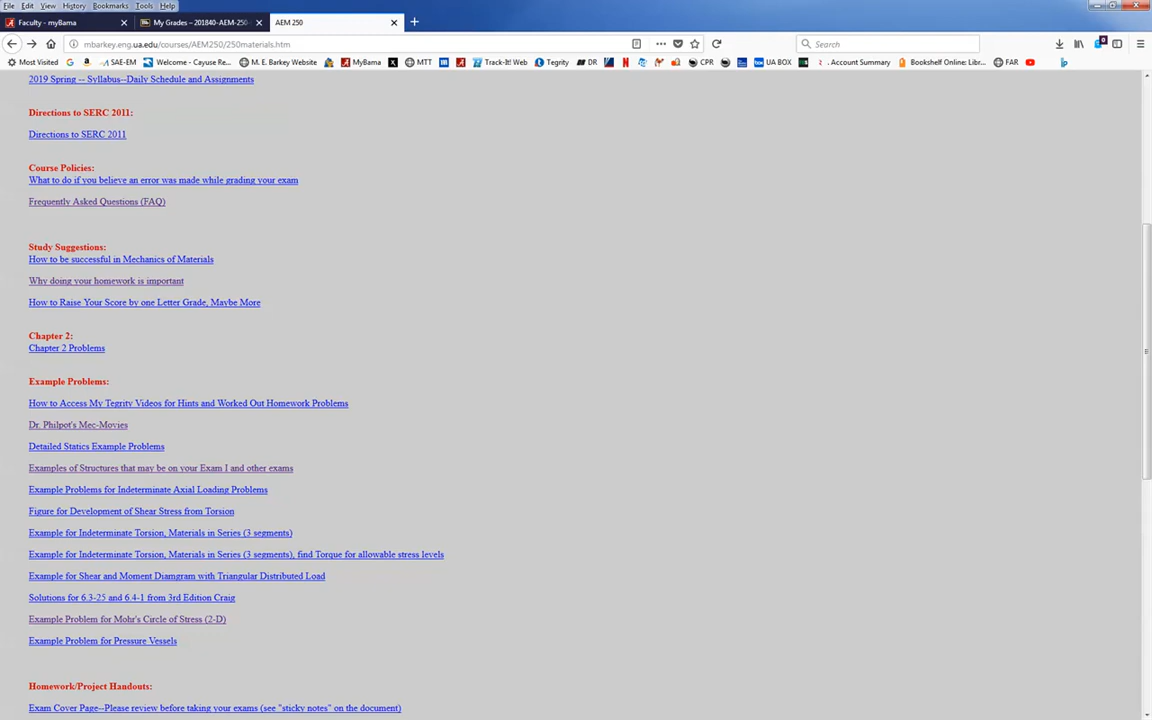 File Edit View History Bookmarks Tools Help
Faculty - myBama
My Grades – 201840-AEM-250-
AEM 250
mbarkey.eng.ua.edu/courses/AEM250/250materials.htm
Search
Most Visited SAE-EM Welcome - Cayuse Res... M. E. Barkey Website MyBama MTT Track-It! Web Tegrity DR CPR UA BOX Account Summary Bookshelf Online: Libr... FAR
2019 Spring -- Syllabus--Daily Schedule and Assignments
Directions to SERC 2011:
Directions to SERC 2011
Course Policies:
What to do if you believe an error was made while grading your exam
Frequently Asked Questions (FAQ)
Study Suggestions:
How to be successful in Mechanics of Materials
Why doing your homework is important
How to Raise Your Score by one Letter Grade, Maybe More
Chapter 2:
Chapter 2 Problems
Example Problems:
How to Access My Tegrity Videos for Hints and Worked Out Homework Problems
Dr. Philpot's Mec-Movies
Detailed Statics Example Problems
Examples of Structures that may be on your Exam I and other exams
Example Problems for Indeterminate Axial Loading Problems
Figure for Development of Shear Stress from Torsion
Example for Indeterminate Torsion, Materials in Series (3 segments)
Example for Indeterminate Torsion, Materials in Series (3 segments), find Torque for allowable stress levels
Example for Shear and Moment Diamgram with Triangular Distributed Load
Solutions for 6.3-25 and 6.4-1 from 3rd Edition Craig
Example Problem for Mohr's Circle of Stress (2-D)
Example Problem for Pressure Vessels
Homework/Project Handouts:
Exam Cover Page--Please review before taking your exams (see "sticky notes" on the document)